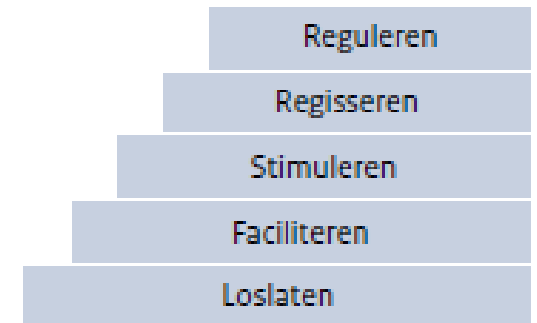 Reguleren
Regisseren
Stimuleren
Faciliteren
Loslaten